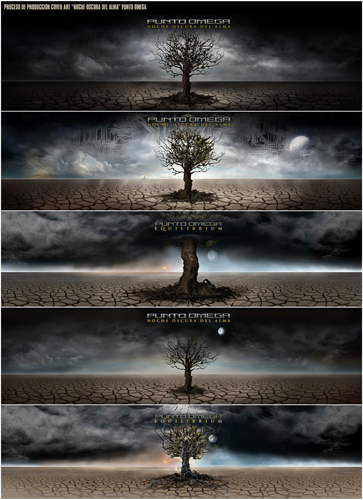 PROCESO DE PRODUCCIÓN COVER ART "NOCHE OSCURA DEL ALMA" PUNTO OMEGA
PUNTO OMEGA
NOCHE OSCURA DEL ALMA
PUNTO OMEGA
NOCHE OSCURA DEL ALMA
PUNTO OMEGA
EQUILIBRIUM
PUNTO OMEGA
NOCHE OSCURA DEL ALMA
PUNTO OMEGA
EQUILIBRIUM